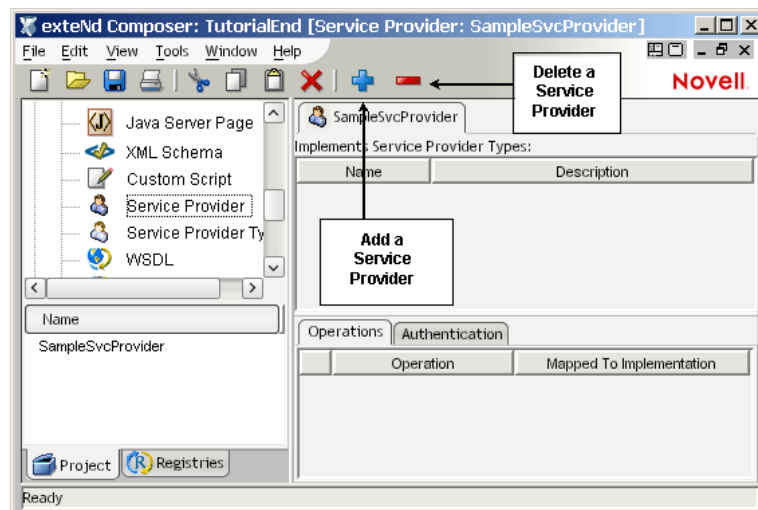 exteNd Composer: TutorialEnd [Service Provider: SampleSvcProvider]
File Edit View Tools Window Help
Novell.
Delete a
Service
Provider
Java Server Page
XML Schema
Custom Script
Service Provider
Service Provider Ty
WSDL
SampleSvcProvider
Implements Service Provider Types:
Name Description
Add a
Service
Provider
Name
SampleSvcProvider
Operations Authentication
Operation Mapped To Implementation
Project Registries
Ready